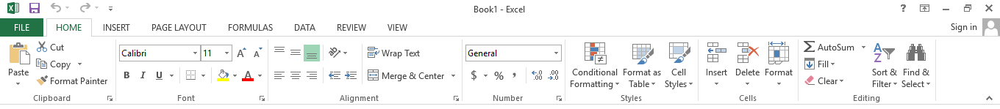 Book1 - Excel
FILE HOME INSERT PAGE LAYOUT FORMULAS DATA REVIEW VIEW Sign in
Paste
Cut
Copy
Format Painter
Clipboard
Calibri 11
B I U A
Font
Wrap Text
Merge & Center
Alignment
General
$ % ,
Number
Conditional
Formatting
Format as
Table
Cell
Styles
Styles
Insert
Delete
Format
Cells
AutoSum
Fill
Clear
Sort &
Filter
Find &
Select
Editing